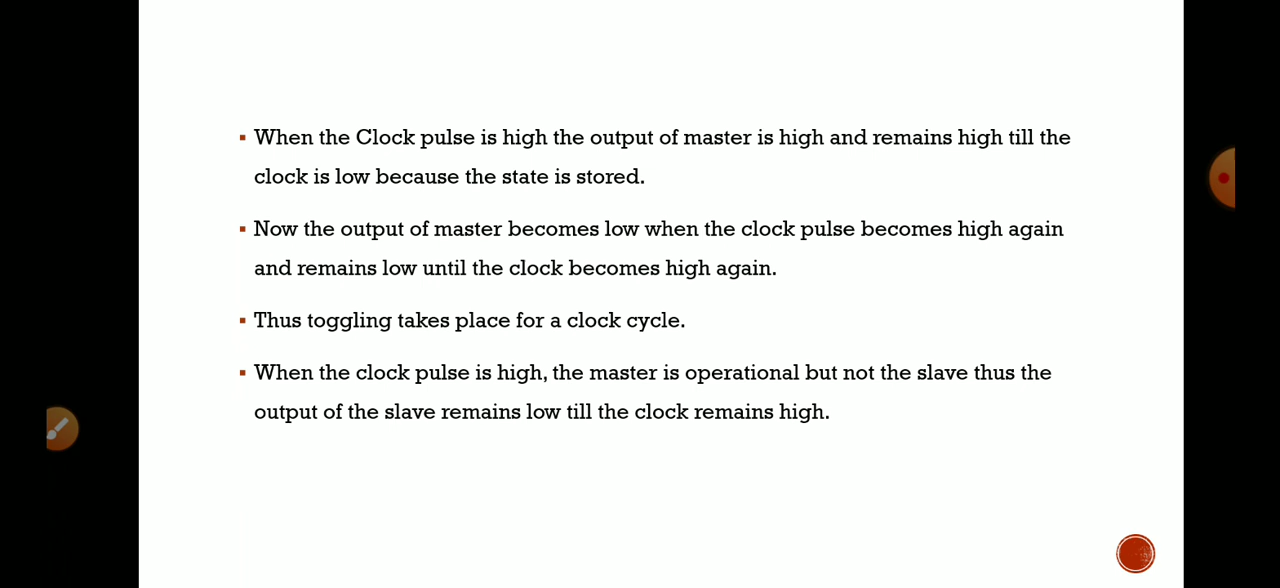 When the Clock pulse is high the output of master is high and remains high till the
clock is low because the state is stored.
Now the output of master becomes low when the clock pulse becomes high again
and remains low until the clock becomes high again.
Thus toggling takes place for a clock cycle.
When the clock pulse is high, the master is operational but not the slave thus the
output of the slave remains low till the clock remains high.